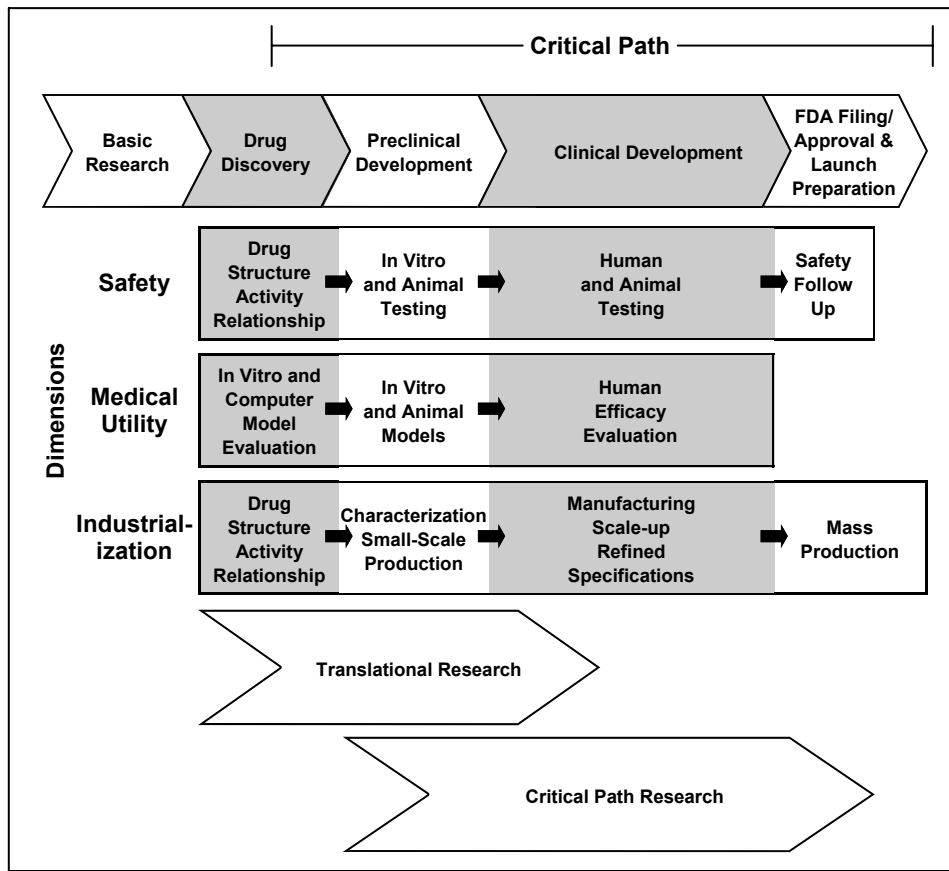 Critical Path
Basic
Research
Drug
Discovery
Preclinical
Development
Clinical Development
FDA Filing/
Approval &
Launch
Preparation
Dimensions
Safety
Drug
Structure
Activity
Relationship
In Vitro
and Animal
Testing
Human
and Animal
Testing
Safety
Follow
Up
Medical
Utility
In Vitro and
Computer
Model
Evaluation
In Vitro
and Animal
Models
Human
Efficacy
Evaluation
Industrial-
ization
Drug
Structure
Activity
Relationship
Characterization
Small-Scale
Production
Manufacturing
Scale-up
Refined
Specifications
Mass
Production
Translational Research
Critical Path Research